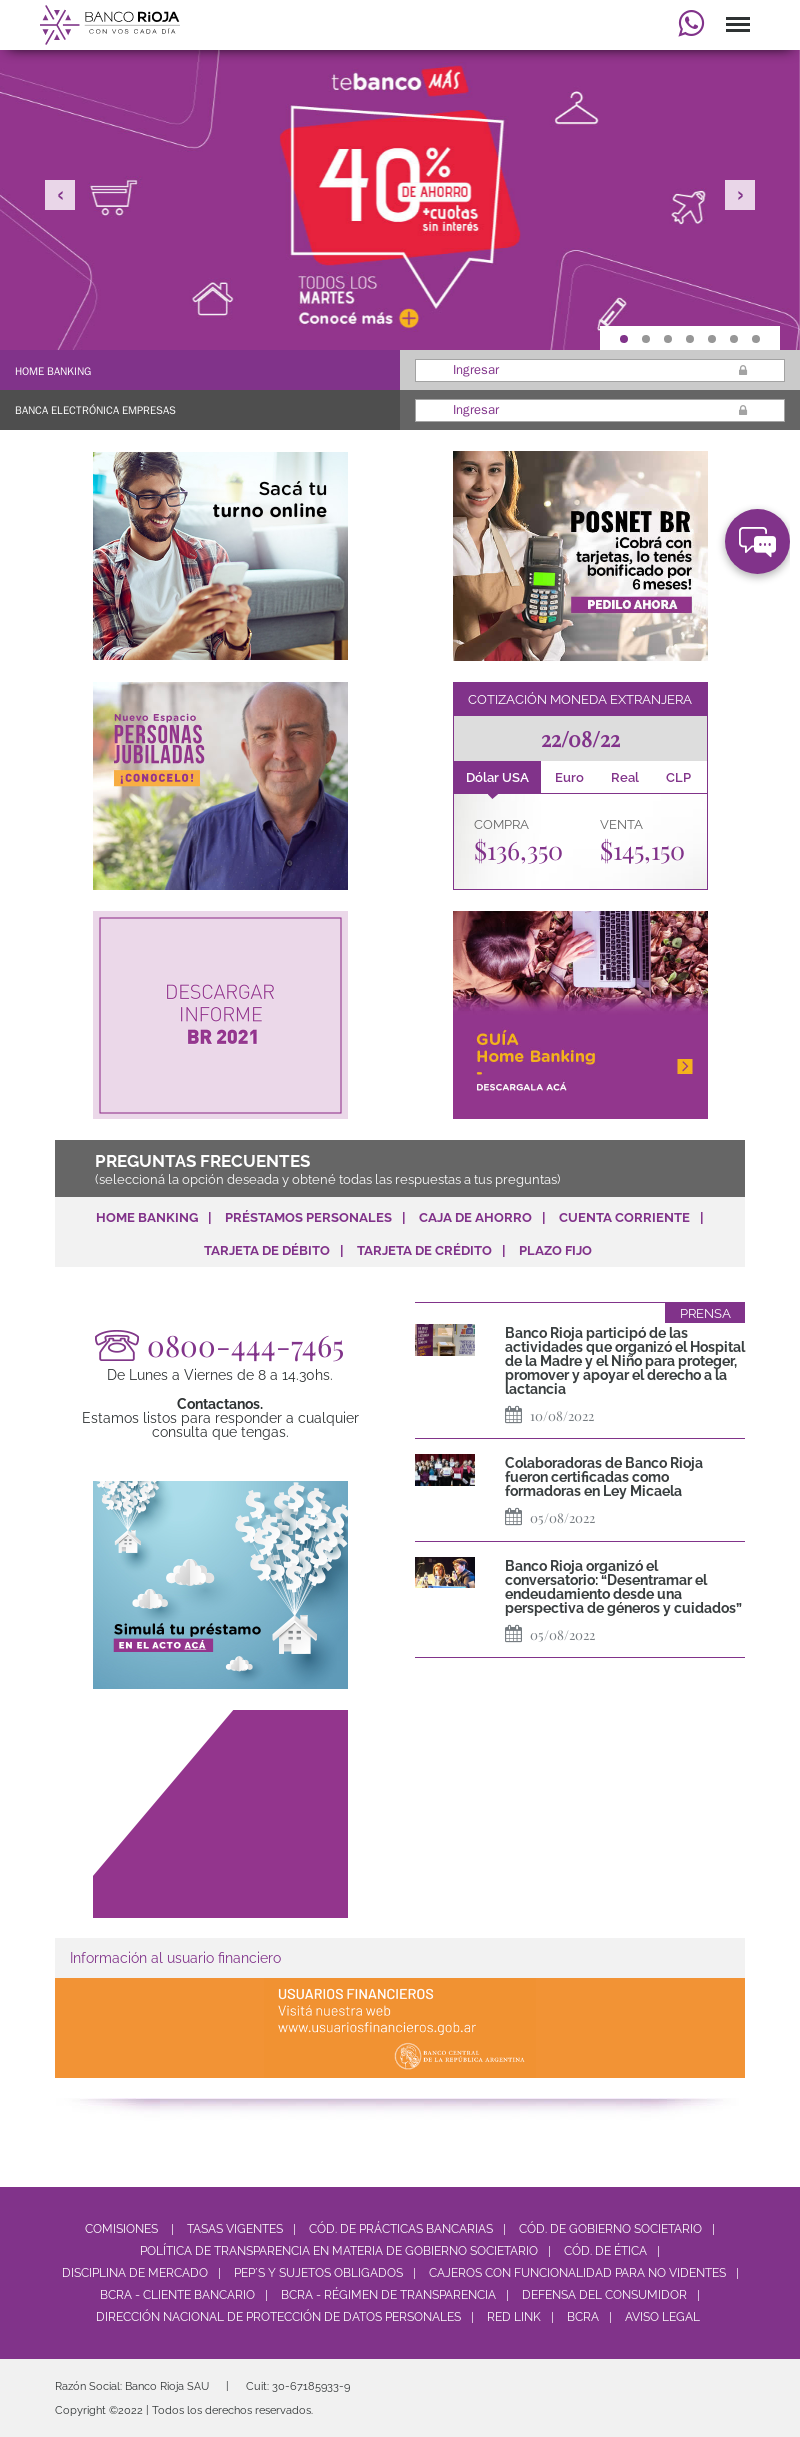 BANCO RiOJA
CON VOS CADA DÍA
tebanco MÁS
40%
DE AHORRO
+cuotas
sin interés
TODOS LOS
MARTES
Conocé más +
‹
›
HOME BANKING
Ingresar
BANCA ELECTRÓNICA EMPRESAS
Ingresar
Sacá tu
turno online
POSNET BR
¡Cobrá con
tarjetas, lo tenés
bonificado por
6 meses!
PEDILO AHORA
Nuevo Espacio
PERSONAS
JUBILADAS
¡CONOCELO!
COTIZACIÓN MONEDA EXTRANJERA
22/08/22
Dólar USA Euro Real CLP
COMPRA VENTA
$136,350 $145,150
DESCARGAR
INFORME
BR 2021
GUÍA
Home Banking
-
DESCARGALA ACÁ
PREGUNTAS FRECUENTES
(seleccioná la opción deseada y obtené todas las respuestas a tus preguntas)
HOME BANKING | PRÉSTAMOS PERSONALES | CAJA DE AHORRO | CUENTA CORRIENTE |
TARJETA DE DÉBITO | TARJETA DE CRÉDITO | PLAZO FIJO
0800-444-7465
De Lunes a Viernes de 8 a 14.30hs.
Contactanos.
Estamos listos para responder a cualquier
consulta que tengas.
Simulá tu préstamo
EN EL ACTO ACÁ
PRENSA
Banco Rioja participó de las
actividades que organizó el Hospital
de la Madre y el Niño para proteger,
promover y apoyar el derecho a la
lactancia
10/08/2022
Colaboradoras de Banco Rioja
fueron certificadas como
formadoras en Ley Micaela
05/08/2022
Banco Rioja organizó el
conversatorio: “Desentramar el
endeudamiento desde una
perspectiva de géneros y cuidados”
05/08/2022
Información al usuario financiero
USUARIOS FINANCIEROS
Visitá nuestra web
www.usuariosfinancieros.gob.ar
BANCO CENTRAL
DE LA REPÚBLICA ARGENTINA
COMISIONES | TASAS VIGENTES | CÓD. DE PRÁCTICAS BANCARIAS | CÓD. DE GOBIERNO SOCIETARIO |
POLÍTICA DE TRANSPARENCIA EN MATERIA DE GOBIERNO SOCIETARIO | CÓD. DE ÉTICA |
DISCIPLINA DE MERCADO | PEP'S Y SUJETOS OBLIGADOS | CAJEROS CON FUNCIONALIDAD PARA NO VIDENTES |
BCRA - CLIENTE BANCARIO | BCRA - RÉGIMEN DE TRANSPARENCIA | DEFENSA DEL CONSUMIDOR |
DIRECCIÓN NACIONAL DE PROTECCIÓN DE DATOS PERSONALES | RED LINK | BCRA | AVISO LEGAL
Razón Social: Banco Rioja SAU | Cuit: 30-67185933-9
Copyright ©2022 | Todos los derechos reservados.